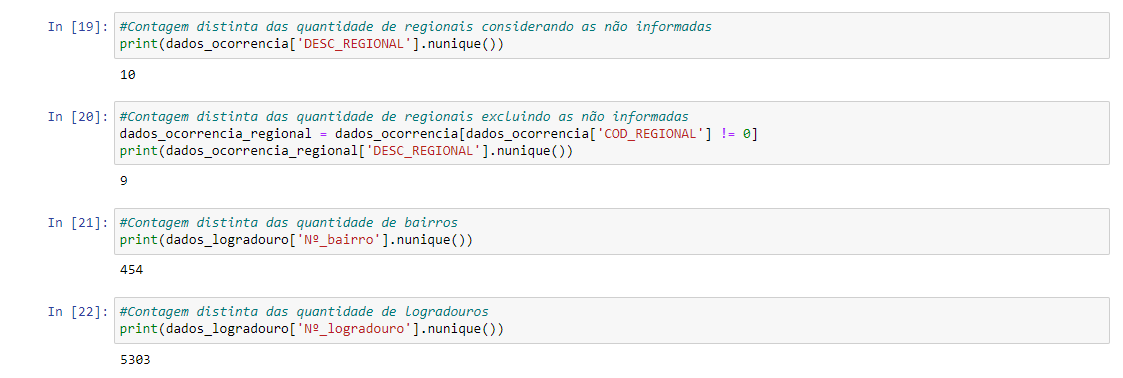 In [19]: #Contagem distinta das quantidade de regionais considerando as não informadas
print(dados_ocorrencia['DESC_REGIONAL'].nunique())
10
In [20]: #Contagem distinta das quantidade de regionais excluindo as não informadas
dados_ocorrencia_regional = dados_ocorrencia[dados_ocorrencia['COD_REGIONAL'] != 0]
print(dados_ocorrencia_regional['DESC_REGIONAL'].nunique())
9
In [21]: #Contagem distinta das quantidade de bairros
print(dados_logradouro['Nº_bairro'].nunique())
454
In [22]: #Contagem distinta das quantidade de logradouros
print(dados_logradouro['Nº_logradouro'].nunique())
5303